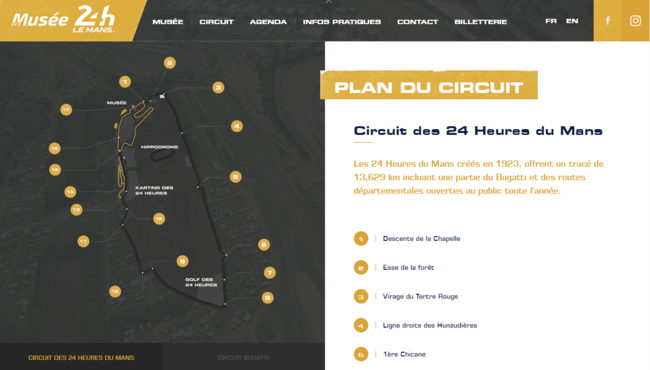 Musée 24h
DES
LE MANS
MUSÉE
CIRCUIT
AGENDA
INFOS PRATIQUES
CONTACT
BILLETTERIE
FR
EN
f
2
1
3
MUSÉE
17
4
16
HIPPODROME
15
5
KARTING DES
24 HEURES
14
13
12
11
6
9
7
GOLF DES
24 HEURES
10
8
CIRCUIT DES 24 HEURES DU MANS
CIRCUIT BUGATTI
PLAN DU CIRCUIT
Circuit des 24 Heures du Mans
Les 24 Heures du Mans créés en 1923, offrent un tracé de
13,629 km incluant une partie du Bugatti et des routes
départementales ouvertes au public toute l'année.
1 | Descente de la Chapelle
2 | Esse de la forêt
3 | Virage du Tertre Rouge
4 | Ligne droite des Hunaudières
5 | 1ère Chicane